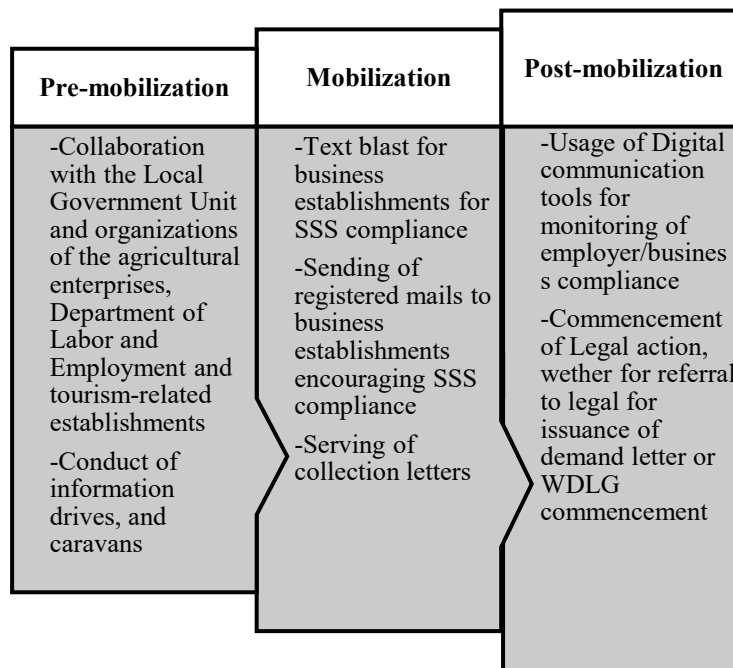 Pre-mobilization
-Collaboration
with the Local
Government Unit
and organizations
of the agricultural
enterprises,
Department of
Labor and
Employment and
tourism-related
establishments
-Conduct of
information
drives, and
caravans
Mobilization
-Text blast for
business
establishments for
SSS compliance
-Sending of
registered mails to
business
establishments
encouraging SSS
compliance
-Serving of
collection letters
Post-mobilization
-Usage of Digital
communication
tools for
monitoring of
employer/busines
s compliance
-Commencement
of Legal action,
wether for referral
to legal for
issuance of
demand letter or
WDLG
commencement